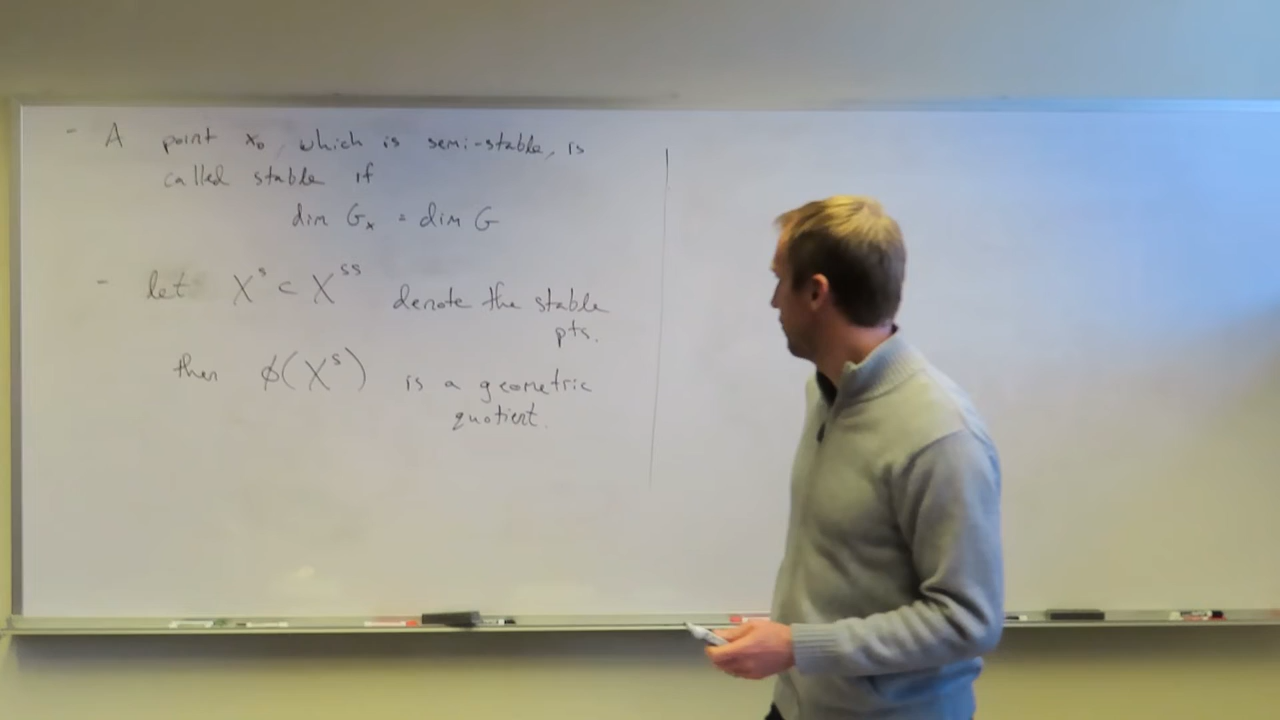 - A point x₀, which is semi-stable, is
called stable if
dim Gₓ = dim G
- let Xˢ ⊂ Xˢˢ denote the stable
pts.
then φ(Xˢ) is a geometric
quotient.